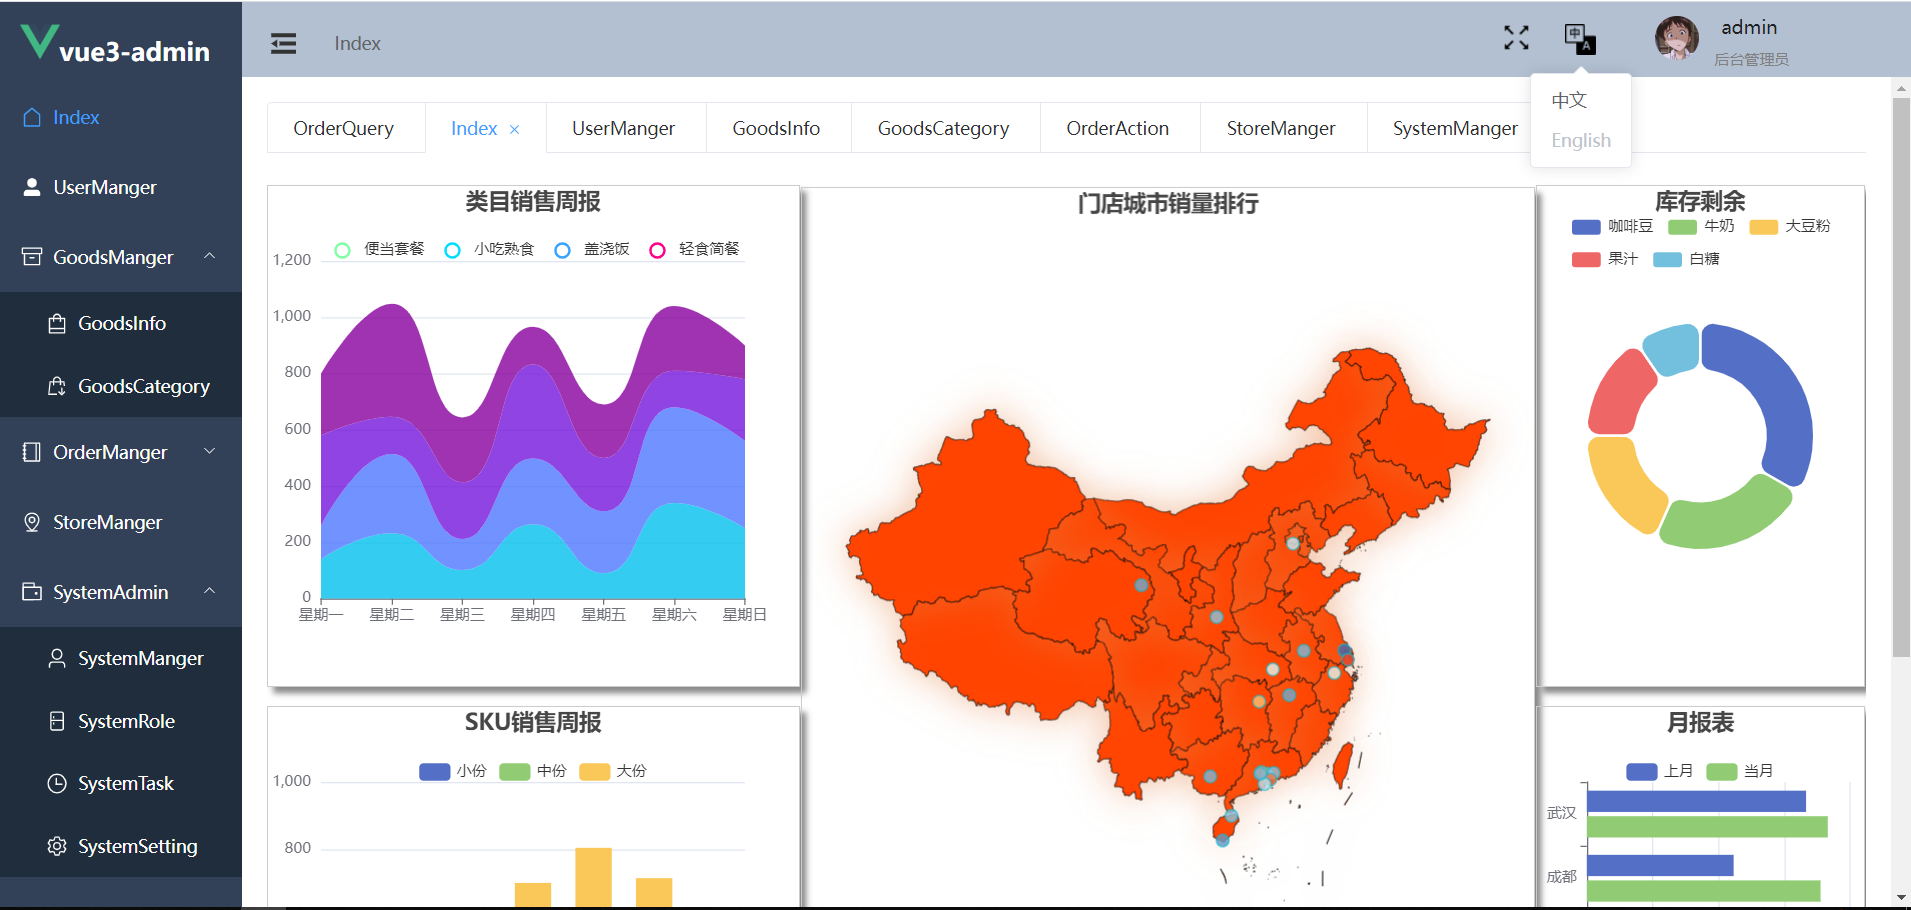 vue3-admin
Index
admin
后台管理员
中
A
中文
English
Index
UserManger
GoodsManger
GoodsInfo
GoodsCategory
OrderManger
StoreManger
SystemAdmin
SystemManger
SystemRole
SystemTask
SystemSetting
OrderQuery Index × UserManger GoodsInfo GoodsCategory OrderAction StoreManger SystemManger
类目销售周报
便当套餐 小吃熟食 盖浇饭 轻食简餐
1,200
1,000
800
600
400
200
0
星期一 星期二 星期三 星期四 星期五 星期六 星期日
门店城市销量排行
库存剩余
咖啡豆 牛奶 大豆粉
果汁 白糖
SKU销售周报
小份 中份 大份
1,000
800
月报表
上月 当月
武汉
成都